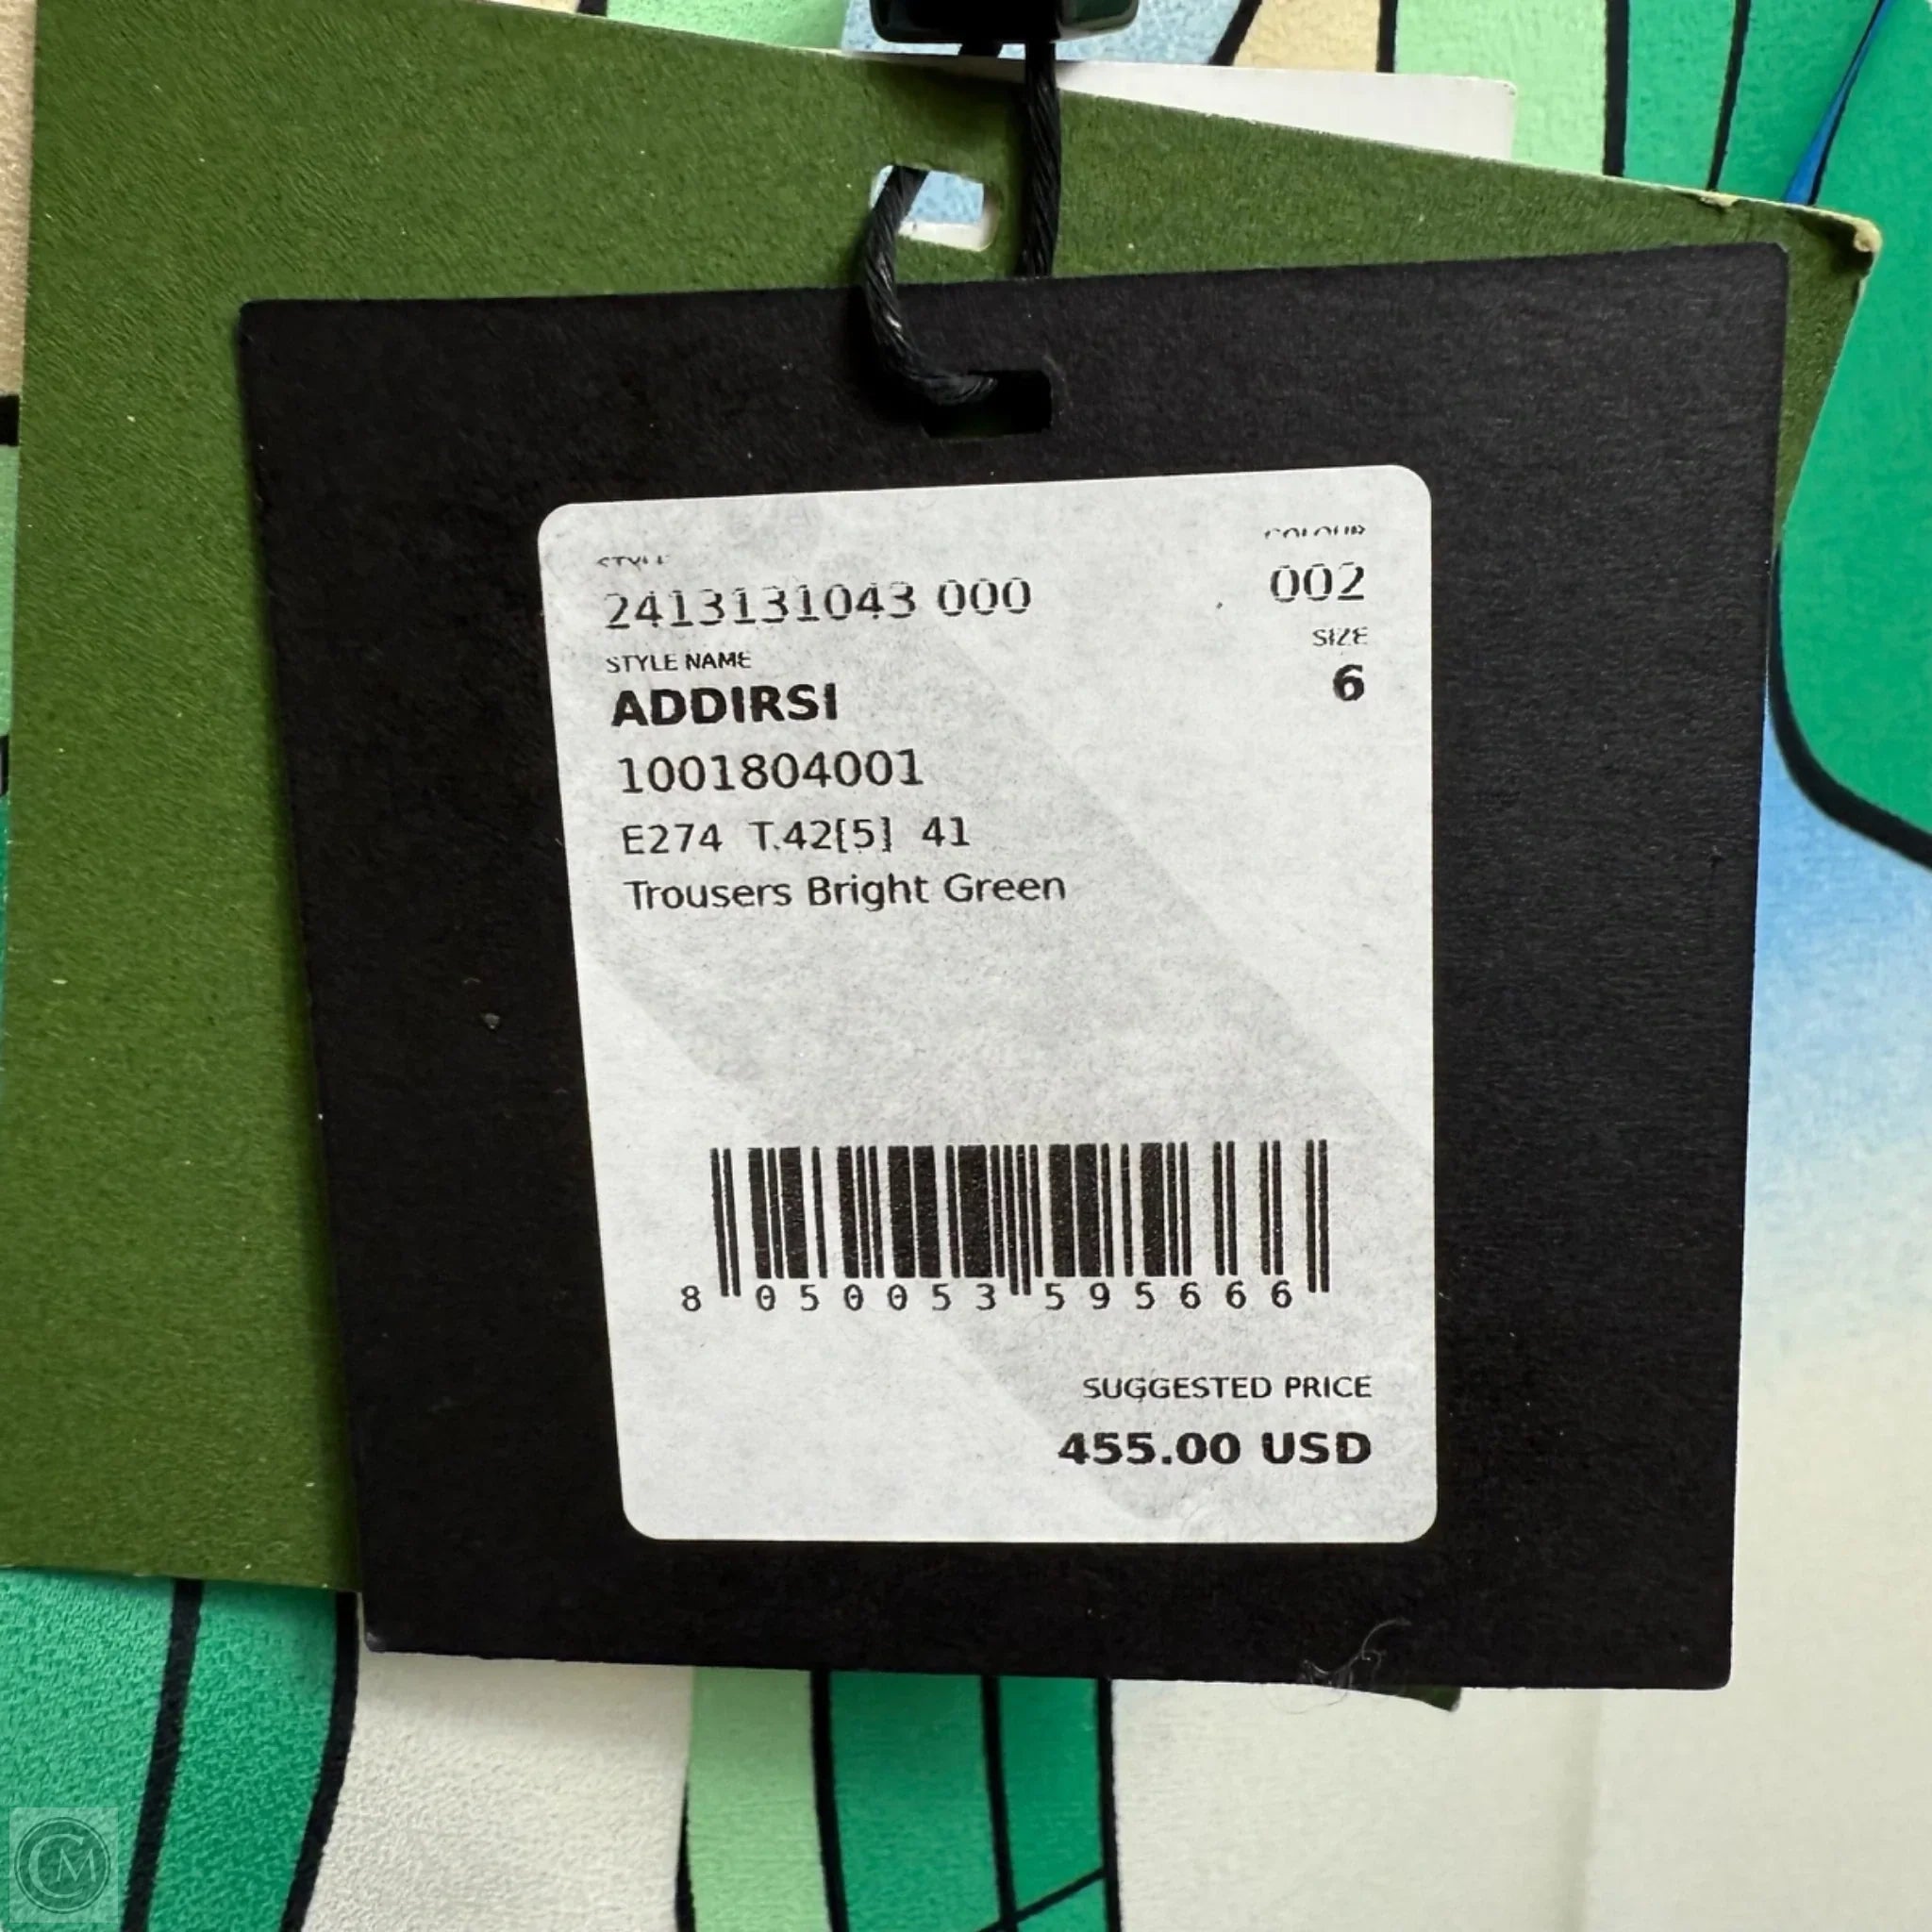 STYLE
COLOUR
2413131043 000
002
STYLE NAME
SIZE
ADDIRSI
6
1001804001
E274 T.42[5] 41
Trousers Bright Green
8 050053 595666
SUGGESTED PRICE
455.00 USD
CM